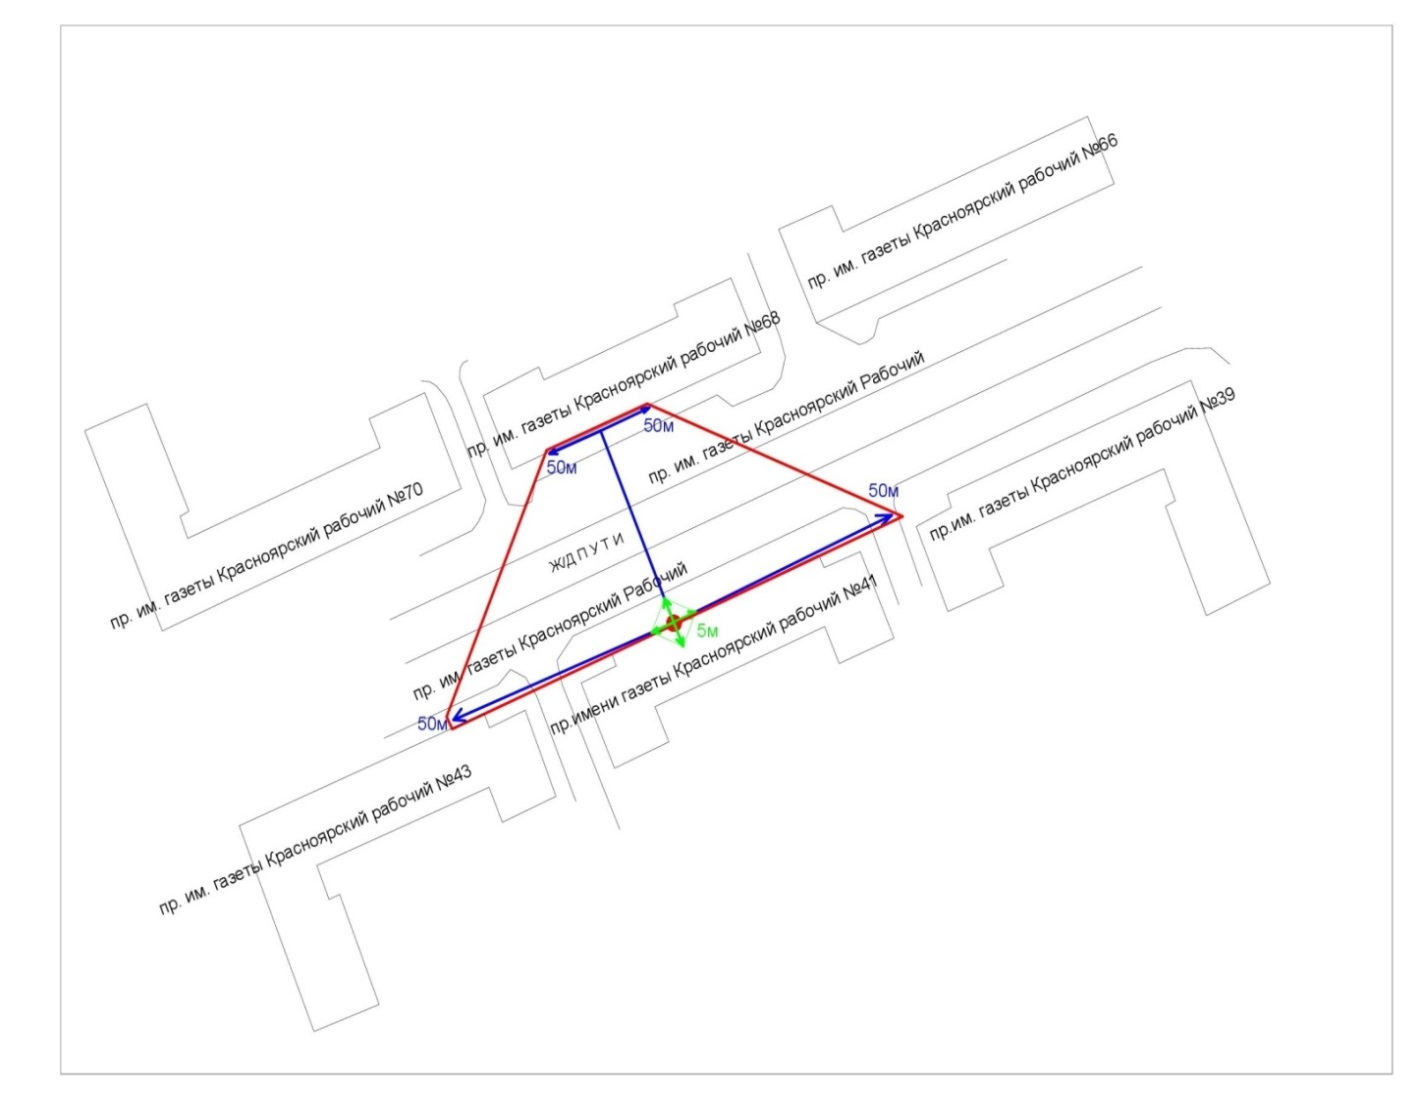 пр. им. газеты Красноярский рабочий №66
пр. им. газеты Красноярский рабочий №68
пр. им. газеты Красноярский Рабочий
50м
50м
пр.им. газеты Красноярский рабочий №39
пр. им. газеты Красноярский рабочий №70
50м
Ж/Д П У Т И
пр. им. газеты Красноярский Рабочий
5м
пр.имени газеты Красноярский рабочий №41
50м
пр. им. газеты Красноярский рабочий №43